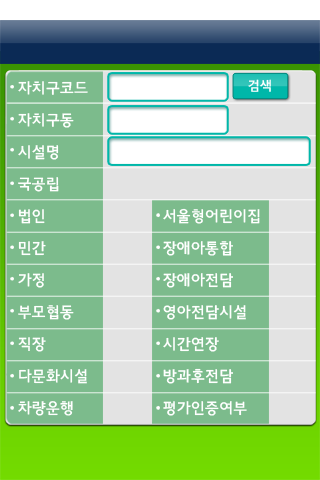 • 자치구코드 검색
• 자치구동
• 시설명
• 국공립
• 법인 • 서울형어린이집
• 민간 • 장애아통합
• 가정 • 장애아전담
• 부모협동 • 영아전담시설
• 직장 • 시간연장
• 다문화시설 • 방과후전담
• 차량운행 • 평가인증여부